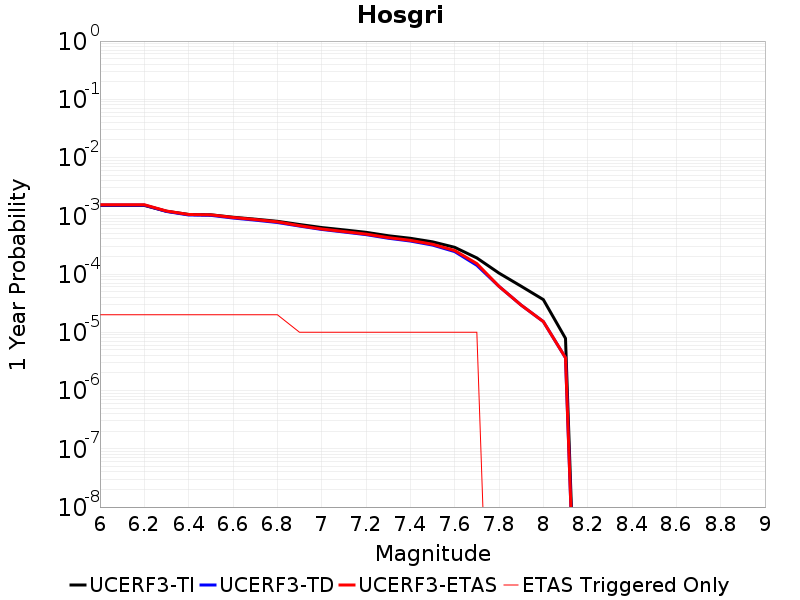 Hosgri
1 Year Probability
10^0
10^-1
10^-2
10^-3
10^-4
10^-5
10^-6
10^-7
10^-8
6 6.2 6.4 6.6 6.8 7 7.2 7.4 7.6 7.8 8 8.2 8.4 8.6 8.8 9
Magnitude
UCERF3-TI UCERF3-TD UCERF3-ETAS ETAS Triggered Only